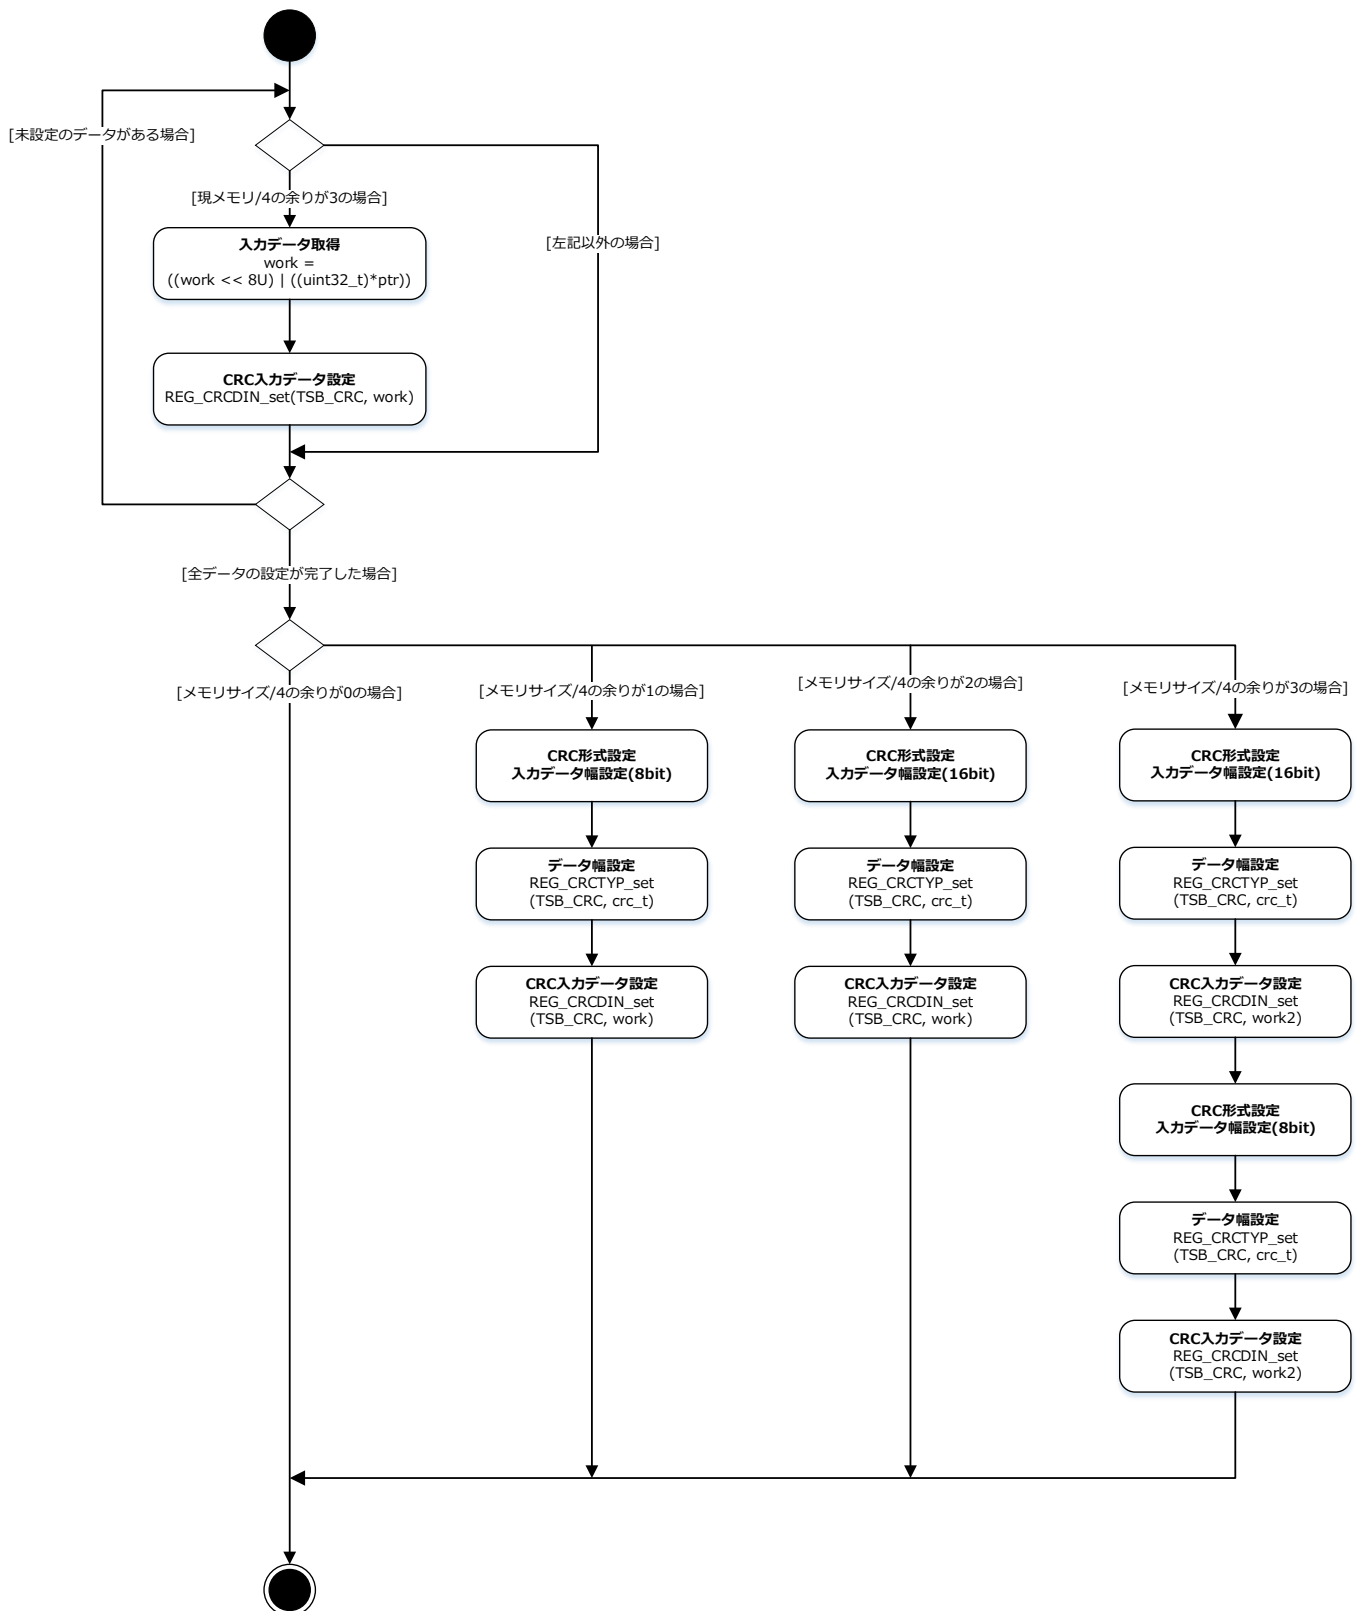 [未設定のデータがある場合]
[現メモリ/4の余りが3の場合]
[左記以外の場合]
入力データ取得
work =
((work << 8U) | ((uint32_t)*ptr))
CRC入力データ設定
REG_CRCDIN_set(TSB_CRC, work)
[全データの設定が完了した場合]
[メモリサイズ/4の余りが0の場合]
[メモリサイズ/4の余りが1の場合]
CRC形式設定
入力データ幅設定(8bit)
データ幅設定
REG_CRCTYP_set
(TSB_CRC, crc_t)
CRC入力データ設定
REG_CRCDIN_set
(TSB_CRC, work)
[メモリサイズ/4の余りが2の場合]
CRC形式設定
入力データ幅設定(16bit)
データ幅設定
REG_CRCTYP_set
(TSB_CRC, crc_t)
CRC入力データ設定
REG_CRCDIN_set
(TSB_CRC, work)
[メモリサイズ/4の余りが3の場合]
CRC形式設定
入力データ幅設定(16bit)
データ幅設定
REG_CRCTYP_set
(TSB_CRC, crc_t)
CRC入力データ設定
REG_CRCDIN_set
(TSB_CRC, work2)
CRC形式設定
入力データ幅設定(8bit)
データ幅設定
REG_CRCTYP_set
(TSB_CRC, crc_t)
CRC入力データ設定
REG_CRCDIN_set
(TSB_CRC, work2)